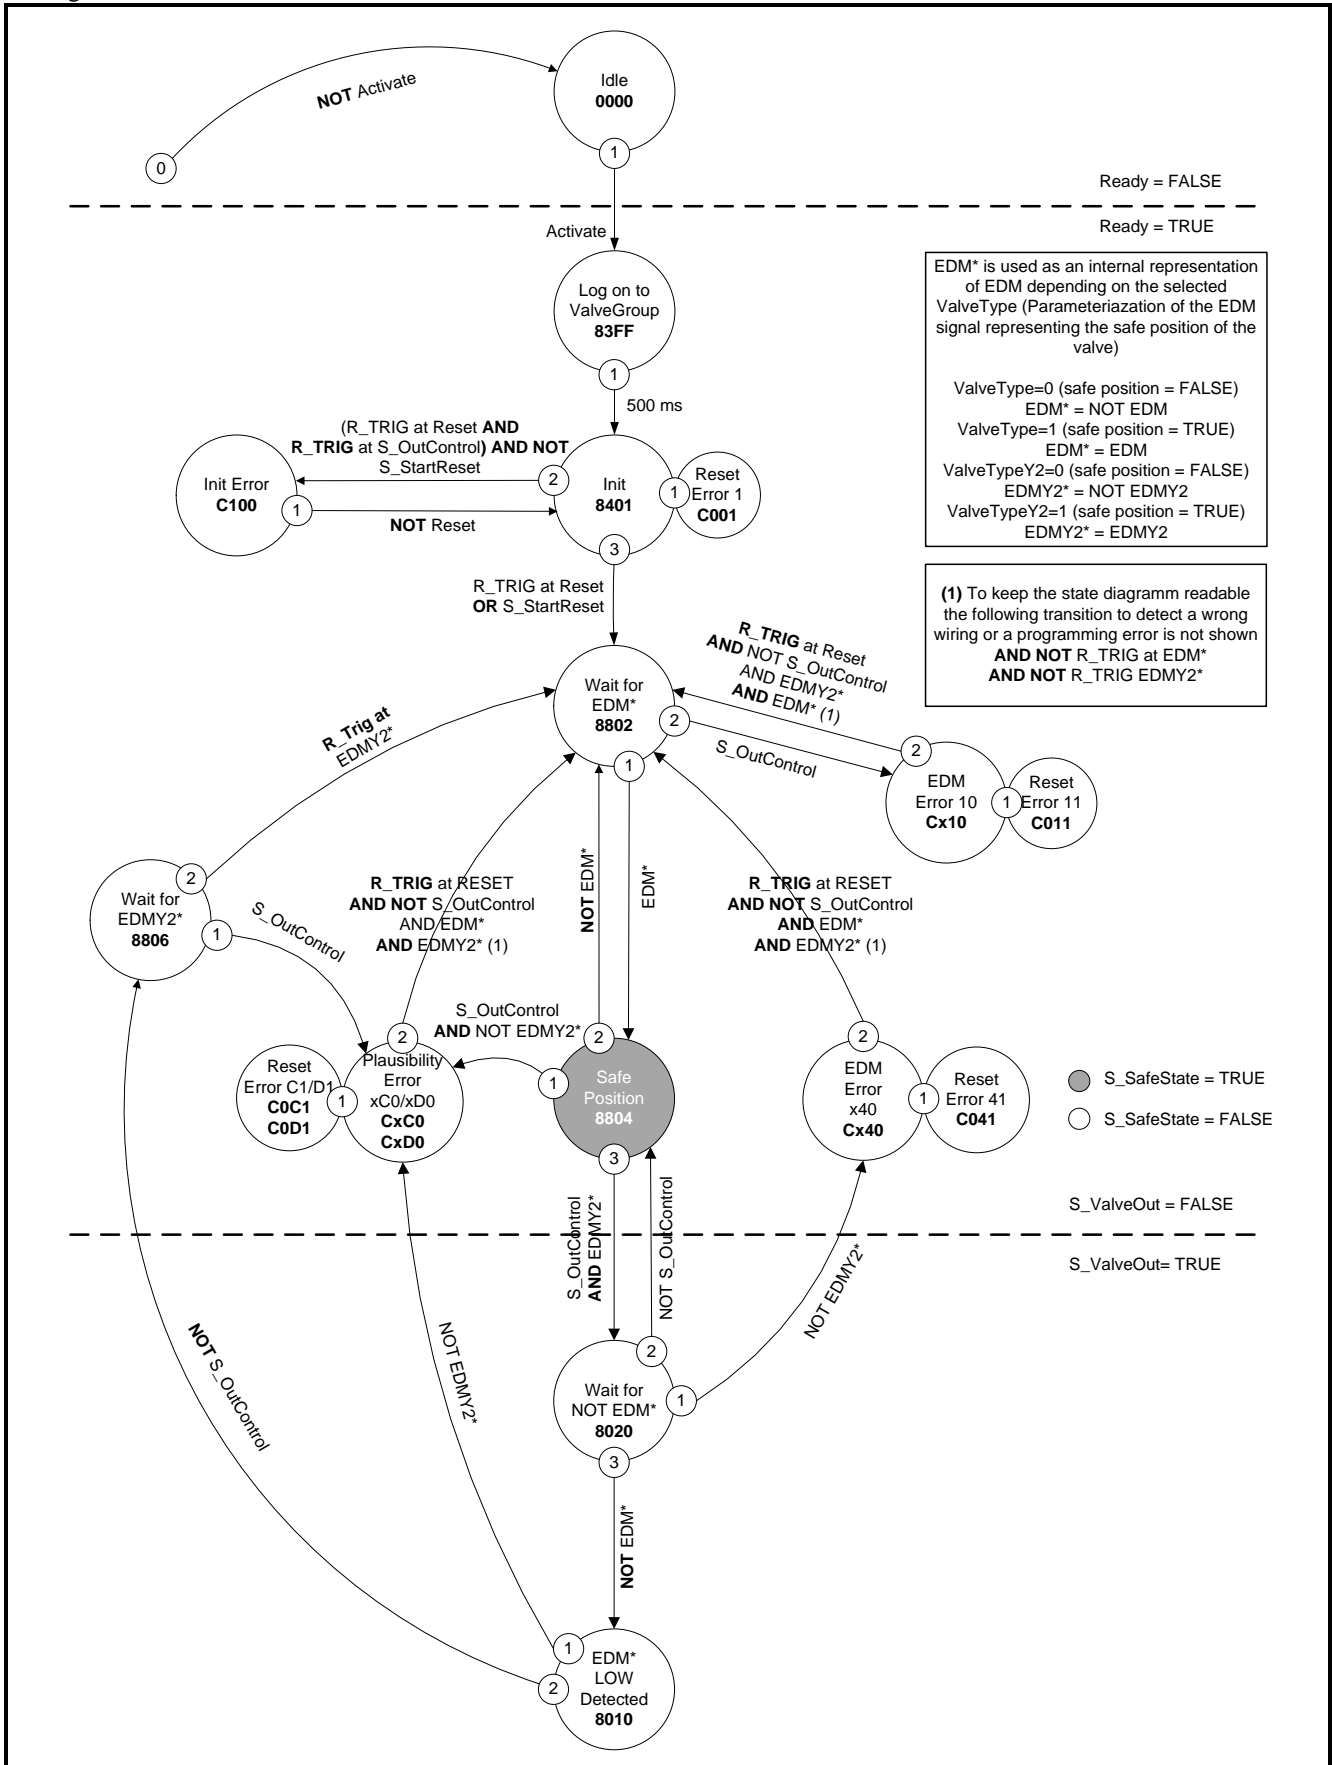 NOT Activate
Idle
0000
1
0
Ready = FALSE
Ready = TRUE
Activate
Log on to
ValveGroup
83FF
1
500 ms
EDM* is used as an internal representation
of EDM depending on the selected
ValveType (Parameteriazation of the EDM
signal representing the safe position of the
valve)
ValveType=0 (safe position = FALSE)
EDM* = NOT EDM
ValveType=1 (safe position = TRUE)
EDM* = EDM
ValveTypeY2=0 (safe position = FALSE)
EDMY2* = NOT EDMY2
ValveTypeY2=1 (safe position = TRUE)
EDMY2* = EDMY2
(R_TRIG at Reset AND
R_TRIG at S_OutControl) AND NOT
S_StartReset
Init Error
C100
1
NOT Reset
2
Init
8401
1
Reset
Error 1
C001
3
R_TRIG at Reset
OR S_StartReset
(1) To keep the state diagramm readable
the following transition to detect a wrong
wiring or a programming error is not shown
AND NOT R_TRIG at EDM*
AND NOT R_TRIG EDMY2*
R_TRIG at Reset
AND NOT S_OutControl
AND EDMY2*
AND EDM* (1)
Wait for
EDM*
8802
2
1
S_OutControl
2
EDM
Error 10
Cx10
1
Reset
Error 11
C011
R_Trig at
EDMY2*
2
Wait for
EDMY2*
8806
1
S_OutControl
R_TRIG at RESET
AND NOT S_OutControl
AND EDM*
AND EDMY2* (1)
NOT EDM*
EDM*
R_TRIG at RESET
AND NOT S_OutControl
AND EDM*
AND EDMY2* (1)
S_OutControl
AND NOT EDMY2*
Reset
Error C1/D1
C0C1
C0D1
1
2
Plausibility
Error
xC0/xD0
CxC0
CxD0
1
2
Safe
Position
8804
3
2
EDM
Error
x40
Cx40
1
Reset
Error 41
C041
S_SafeState = TRUE
S_SafeState = FALSE
S_ValveOut = FALSE
S_ValveOut= TRUE
S_OutControl
AND EDMY2*
NOT S_OutControl
NOT EDMY2*
NOT S_OutControl
NOT EDMY2*
2
Wait for
NOT EDM*
8020
1
3
NOT EDM*
1
2
EDM*
LOW
Detected
8010